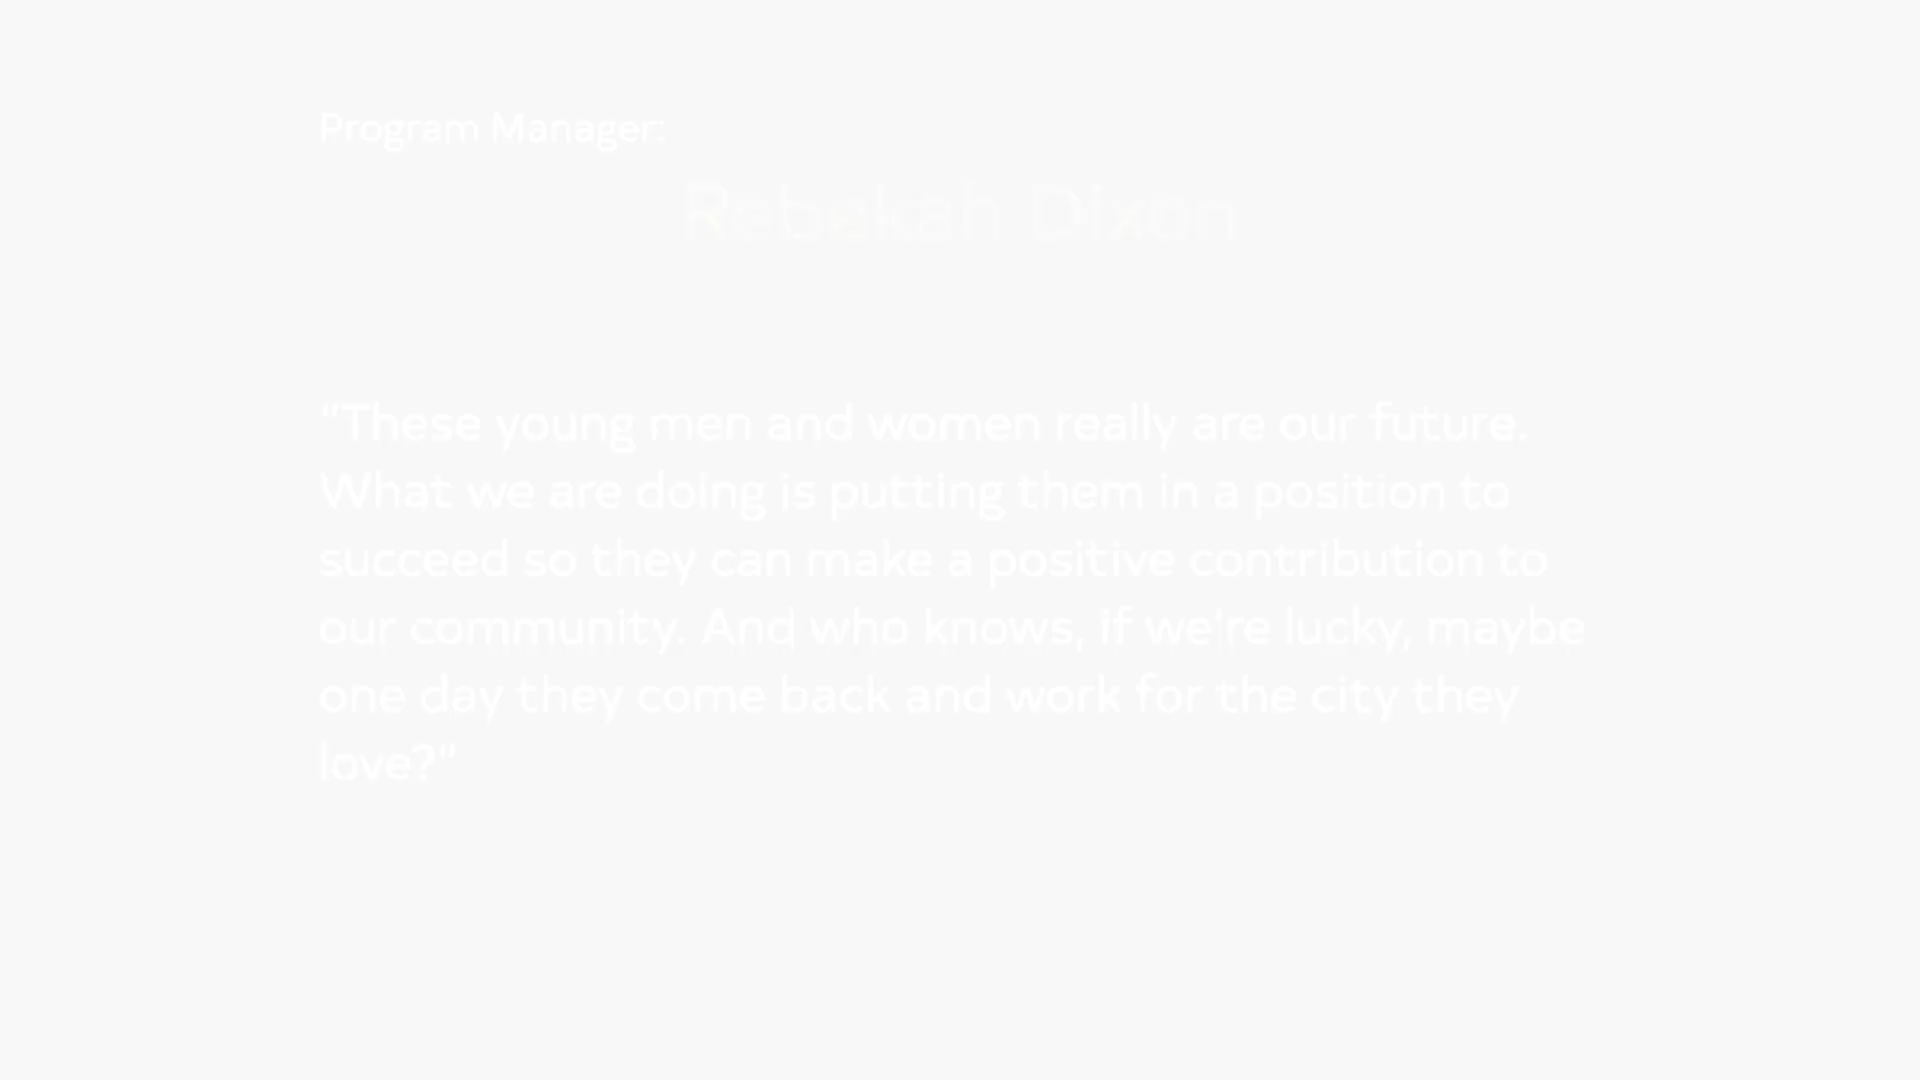 Program Manager:
Rebekah Dixon
"These young men and women really are our future.
What we are doing is putting them in a position to
succeed so they can make a positive contribution to
our community. And who knows, if we're lucky, maybe
one day they come back and work for the city they
love?"